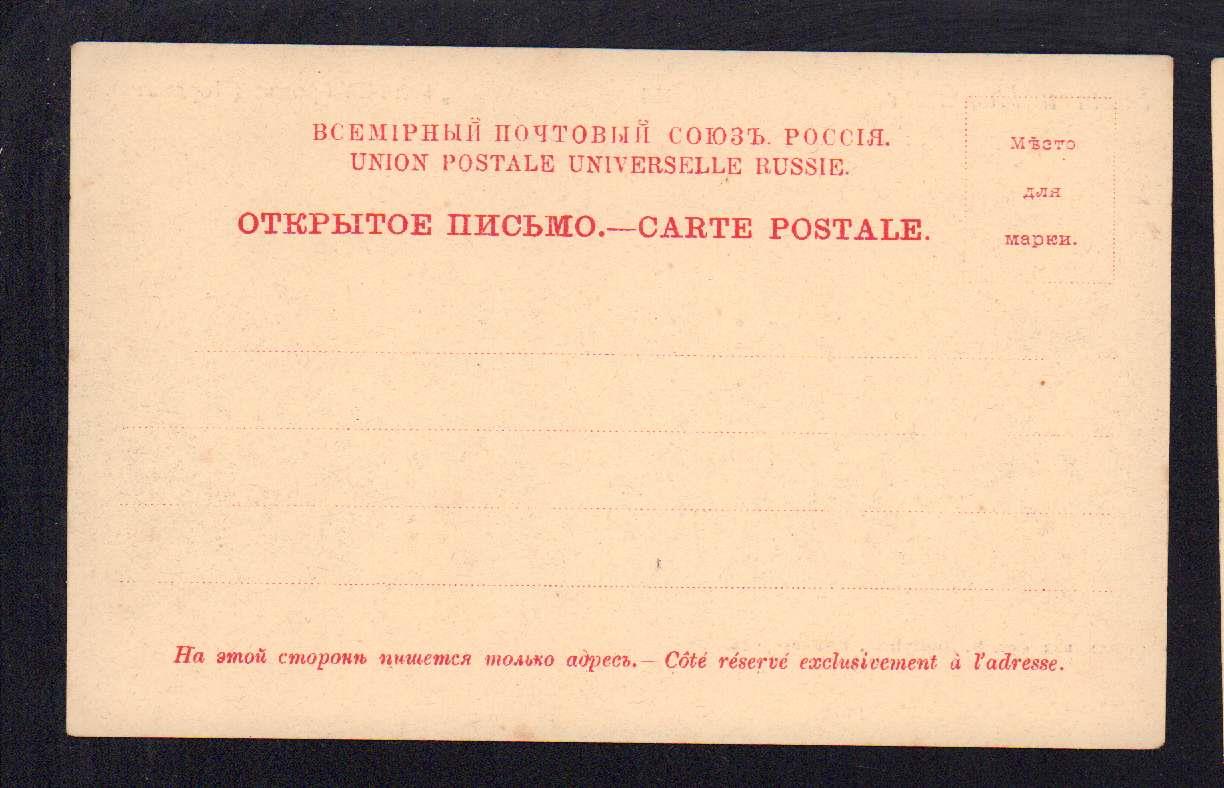 ВСЕМІРНЫЙ ПОЧТОВЫЙ СОЮЗЪ. РОССІЯ.
UNION POSTALE UNIVERSELLE RUSSIE.
ОТКРЫТОЕ ПИСЬМО.—CARTE POSTALE.
Мѣсто
для
марки.
На этой сторонѣ пишется только адресъ.— Côté réservé exclusivement à l'adresse.